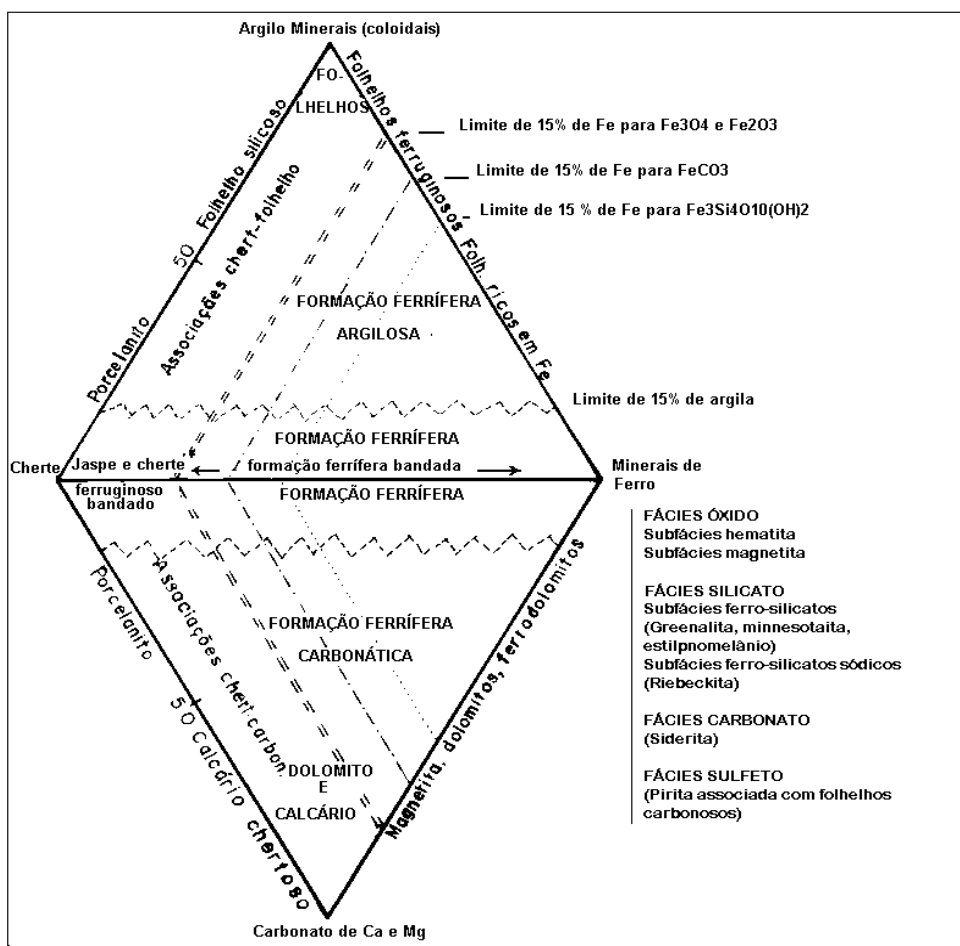 Argilo Minerais (coloidais)
FO-
LHELHOS
Folhelhos ferruginosos Folh. ricos em Fe
Folhelho silicoso
50
Porcelanito
Associações chert-folhelho
Limite de 15% de Fe para Fe3O4 e Fe2O3
Limite de 15% de Fe para FeCO3
Limite de 15 % de Fe para Fe3Si4O10(OH)2
FORMAÇÃO FERRÍFERA
ARGILOSA
Limite de 15% de argila
FORMAÇÃO FERRÍFERA
Cherte
Jaspe e cherte
formação ferrífera bandada
Minerais de
Ferro
ferruginoso
bandado
FORMAÇÃO FERRÍFERA
Porcelanito
50 Calcário chertoso
Associações chert-carbon.
FORMAÇÃO FERRÍFERA
CARBONÁTICA
Magnetita, dolomitos, ferrodolomitos
DOLOMITO
E
CALCÁRIO
Carbonato de Ca e Mg
FÁCIES ÓXIDO
Subfácies hematita
Subfácies magnetita
FÁCIES SILICATO
Subfácies ferro-silicatos
(Greenalita, minnesotaita,
estilpnomelânio)
Subfácies ferro-silicatos sódicos
(Riebeckita)
FÁCIES CARBONATO
(Siderita)
FÁCIES SULFETO
(Pirita associada com folhelhos
carbonosos)